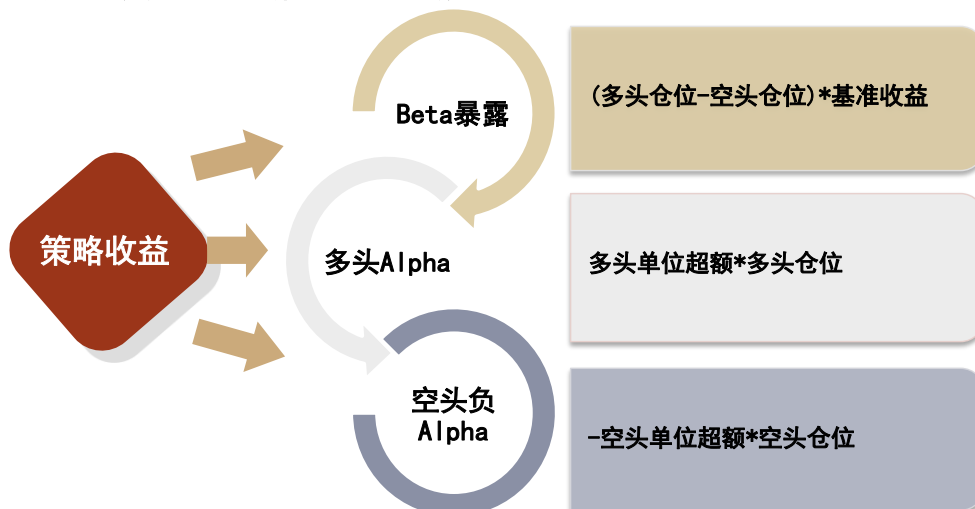 策略收益
Beta暴露
(多头仓位-空头仓位)*基准收益
多头Alpha
多头单位超额*多头仓位
空头负
Alpha
-空头单位超额*空头仓位